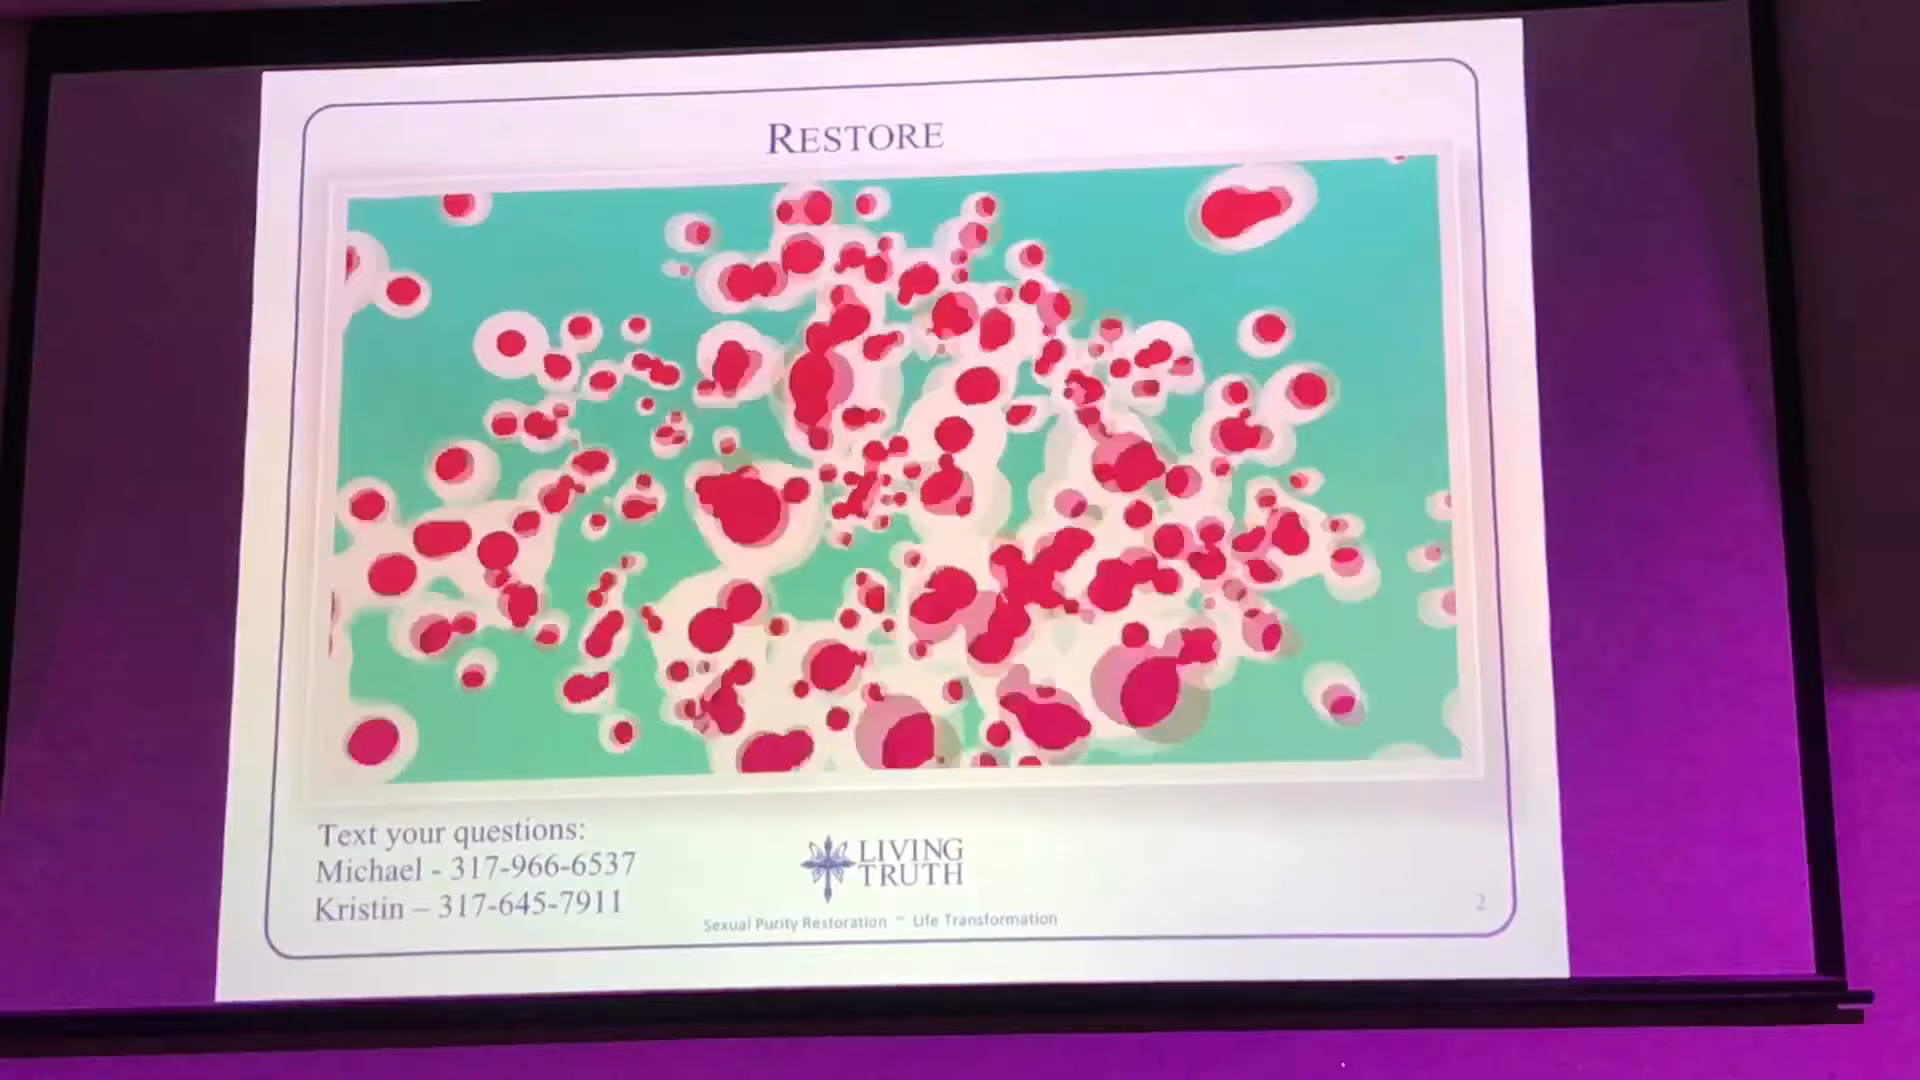 RESTORE
Text your questions:
Michael - 317-966-6537
Kristin – 317-645-7911
LIVING
TRUTH
Sexual Purity Restoration ~ Life Transformation
2